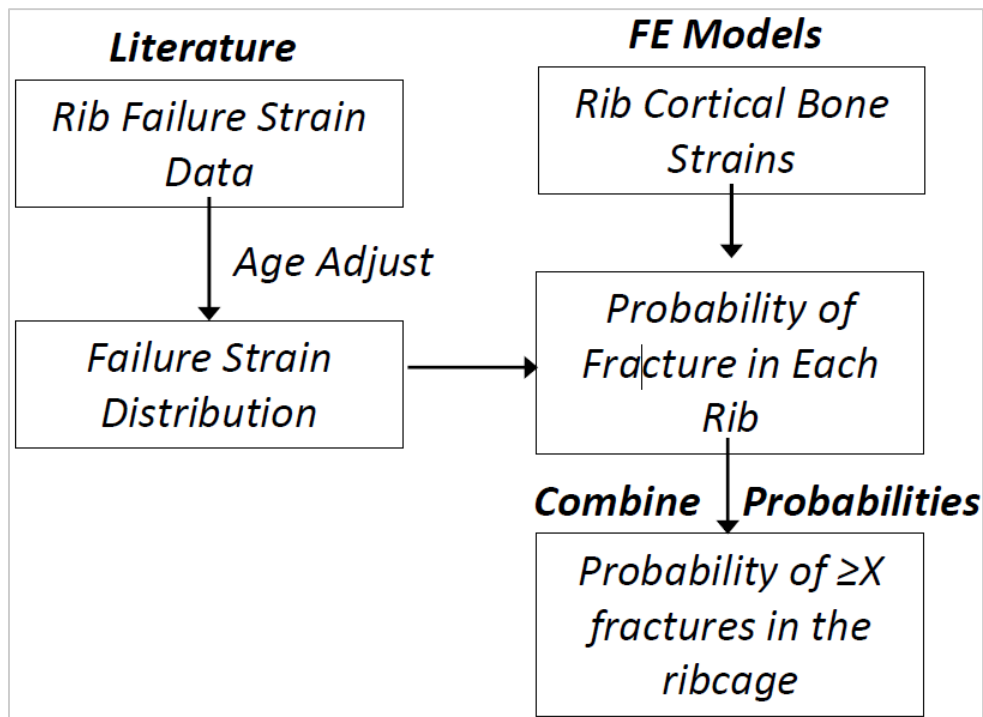 Literature
Rib Failure Strain
Data
Age Adjust
Failure Strain
Distribution
FE Models
Rib Cortical Bone
Strains
Probability of
Fracture in Each
Rib
Combine Probabilities
Probability of ≥X
fractures in the
ribcage